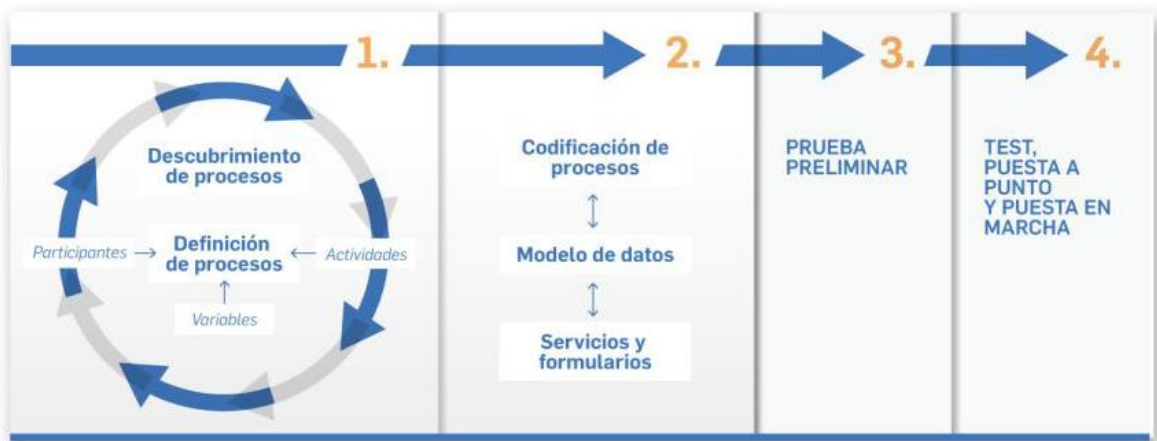 1.
2.
3.
4.
Descubrimiento
de procesos
Participantes
Definición
de procesos
Actividades
Variables
Codificación de
procesos
Modelo de datos
Servicios y
formularios
PRUEBA
PRELIMINAR
TEST,
PUESTA A
PUNTO
Y PUESTA EN
MARCHA